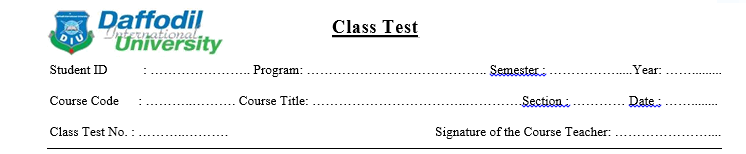 Daffodil
International
University
DIU
Class Test
Student ID : …………………… Program: ……………………………………. Semester : ………………...Year: ……….......
Course Code : ………………… Course Title: ……………………………………………Section : ………… Date : ……….......
Class Test No. : ………..………. Signature of the Course Teacher: …………………....